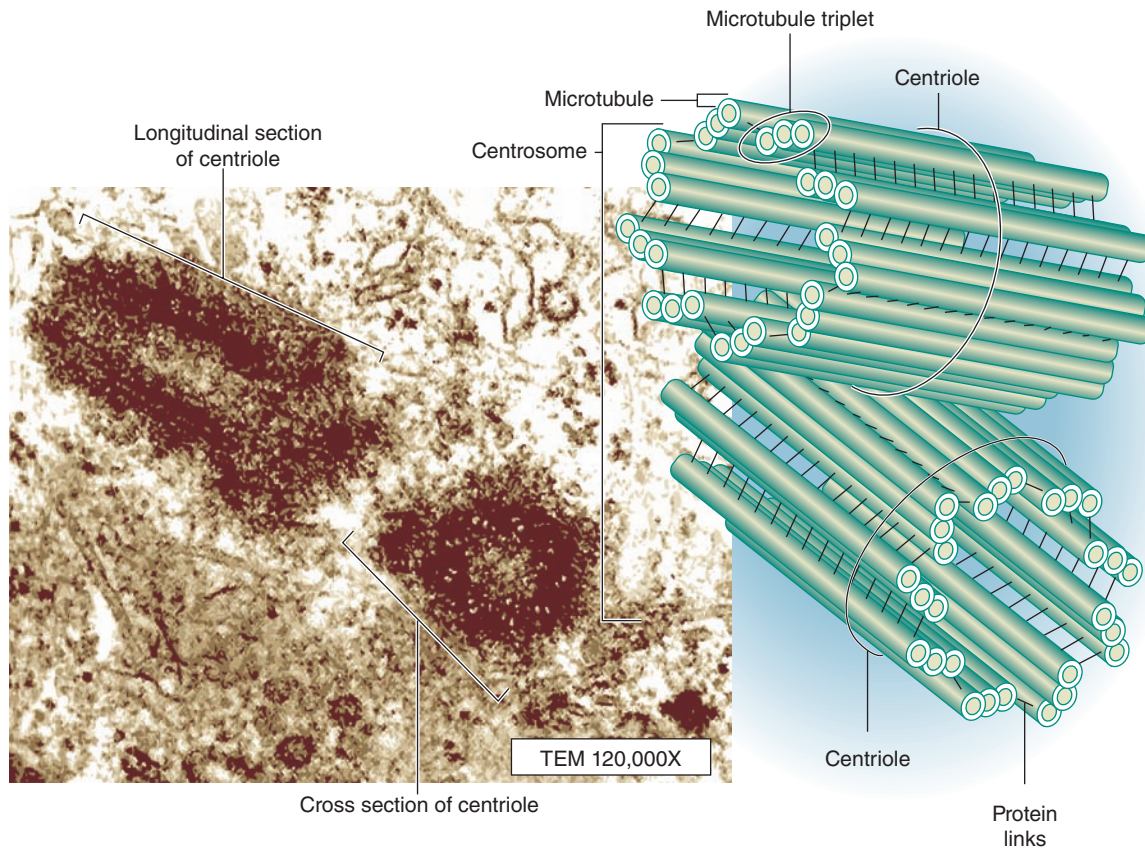 Microtubule triplet
Centriole
Microtubule
Longitudinal section
of centriole
Centrosome
TEM 120,000X
Centriole
Cross section of centriole
Protein
links